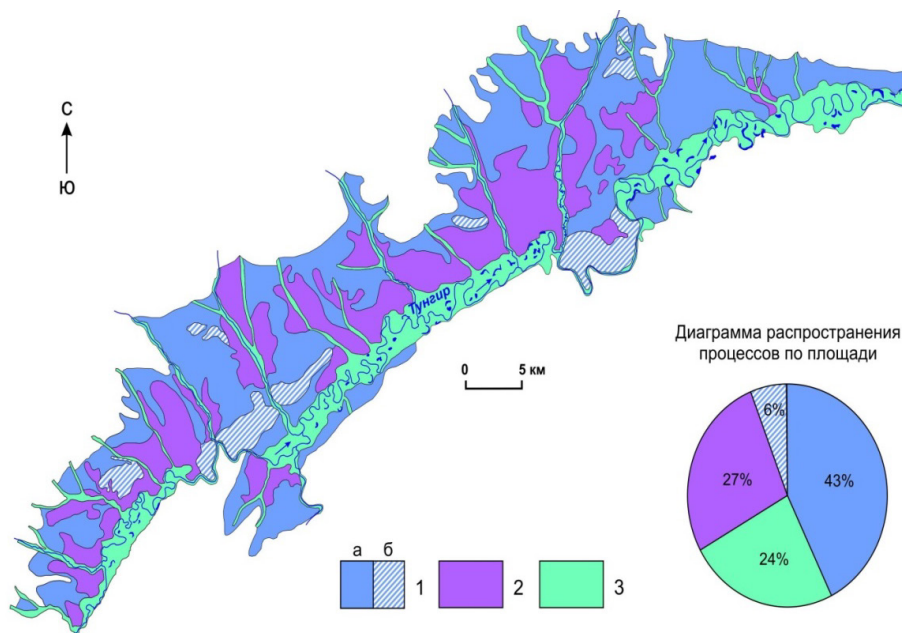 С
Ю
Тунгир
0 5 км
Диаграмма распространения
процессов по площади
6%
43%
27%
24%
а б
1 2 3